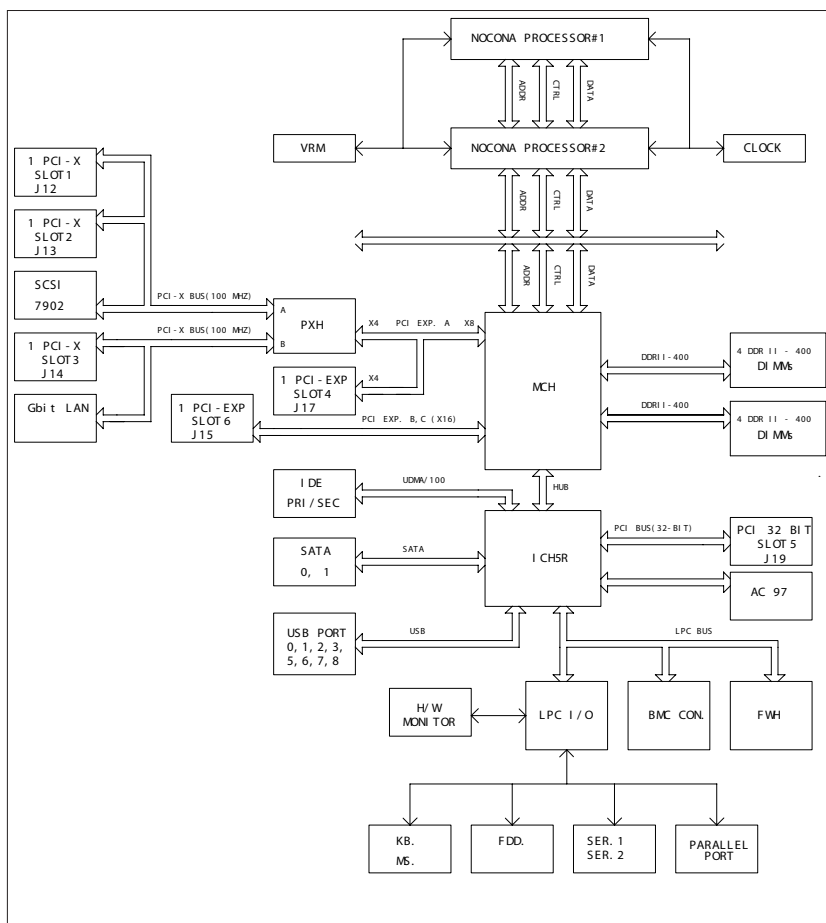 NOCONA PROCESSOR#1
ADDR
CTRL
DATA
VRM
NOCONA PROCESSOR#2
CLOCK
1 PCI-X
SLOT1
J12
ADDR
CTRL
DATA
1 PCI-X
SLOT2
J13
ADDR
CTRL
DATA
SCSI
7902
PCI-X BUS(100 MHZ)
A
PXH
B
X4 PCI EXP. A X8
1 PCI-X
SLOT3
J14
PCI-X BUS(100 MHZ)
MCH
DDRII-400
4 DDRII-400
DIMMs
Gbit LAN
1 PCI-EXP
SLOT4
J17
X4
1 PCI-EXP
SLOT6
J15
PCI EXP. B,C (X16)
DDRII-400
4 DDRII-400
DIMMs
IDE
PRI/SEC
UDMA/100
HUB
SATA
0, 1
SATA
ICH5R
PCI BUS(32-BIT)
PCI 32 BIT
SLOT5
J19
AC 97
USB PORT
0, 1, 2, 3,
5, 6, 7, 8
USB
LPC BUS
H/W
MONITOR
LPC I/O
BMC CON.
FWH
KB.
MS.
FDD.
SER. 1
SER. 2
PARALLEL
PORT